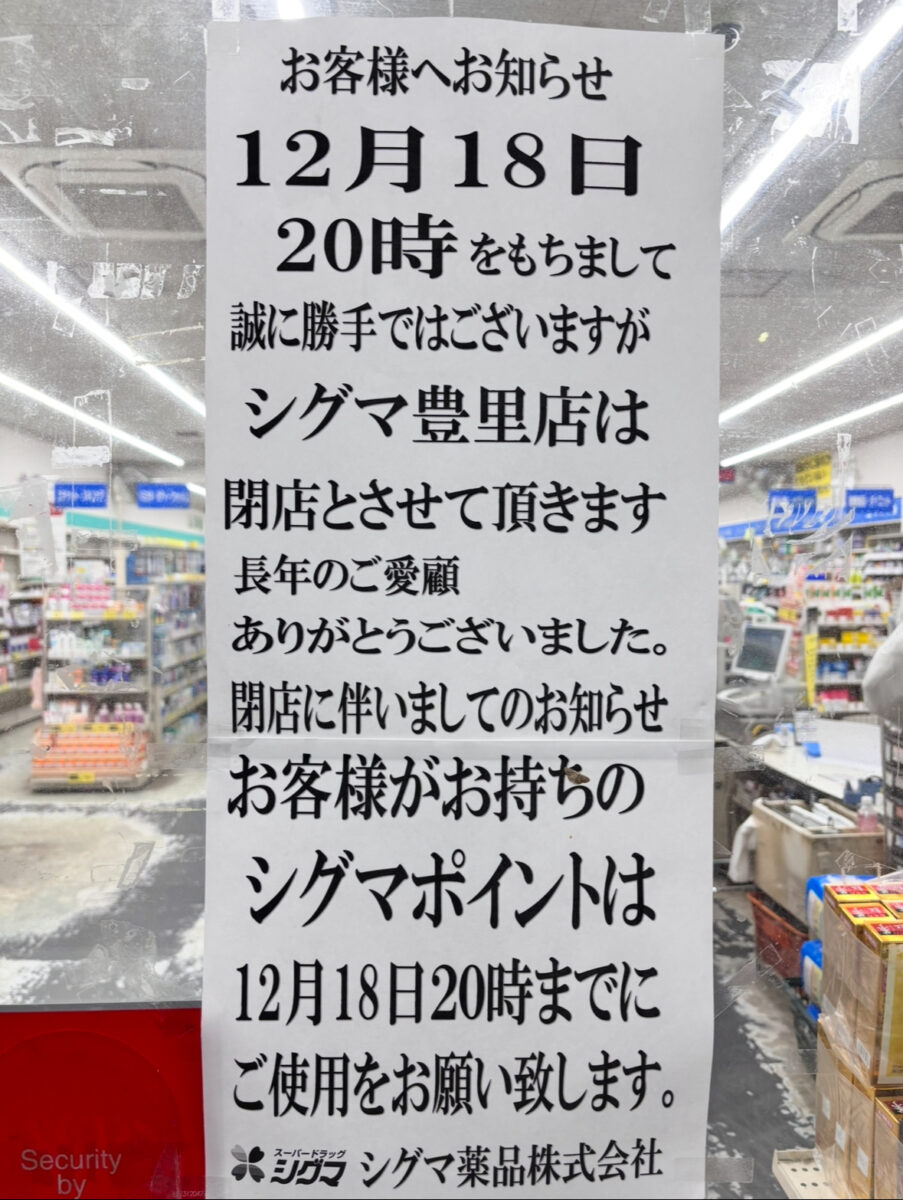 お客様へお知らせ
12月18日
20時をもちまして
誠に勝手ではございますが
シグマ豊里店は
閉店とさせて頂きます
長年のご愛顧
ありがとうございました。
閉店に伴いましてのお知らせ
お客様がお持ちの
シグマポイントは
12月18日20時までに
ご使用をお願い致します。
スーパードラッグ
シグマ シグマ薬品株式会社
Security
by